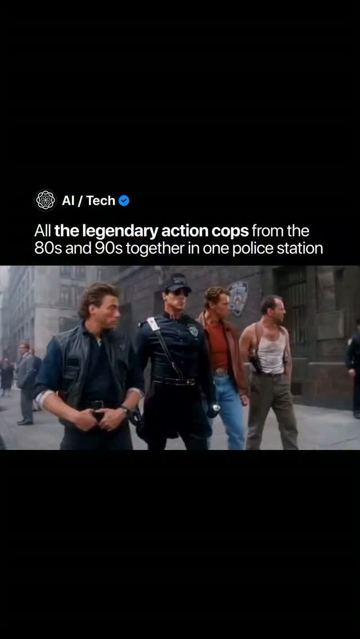 AI / Tech
All the legendary action cops from the
80s and 90s together in one police station